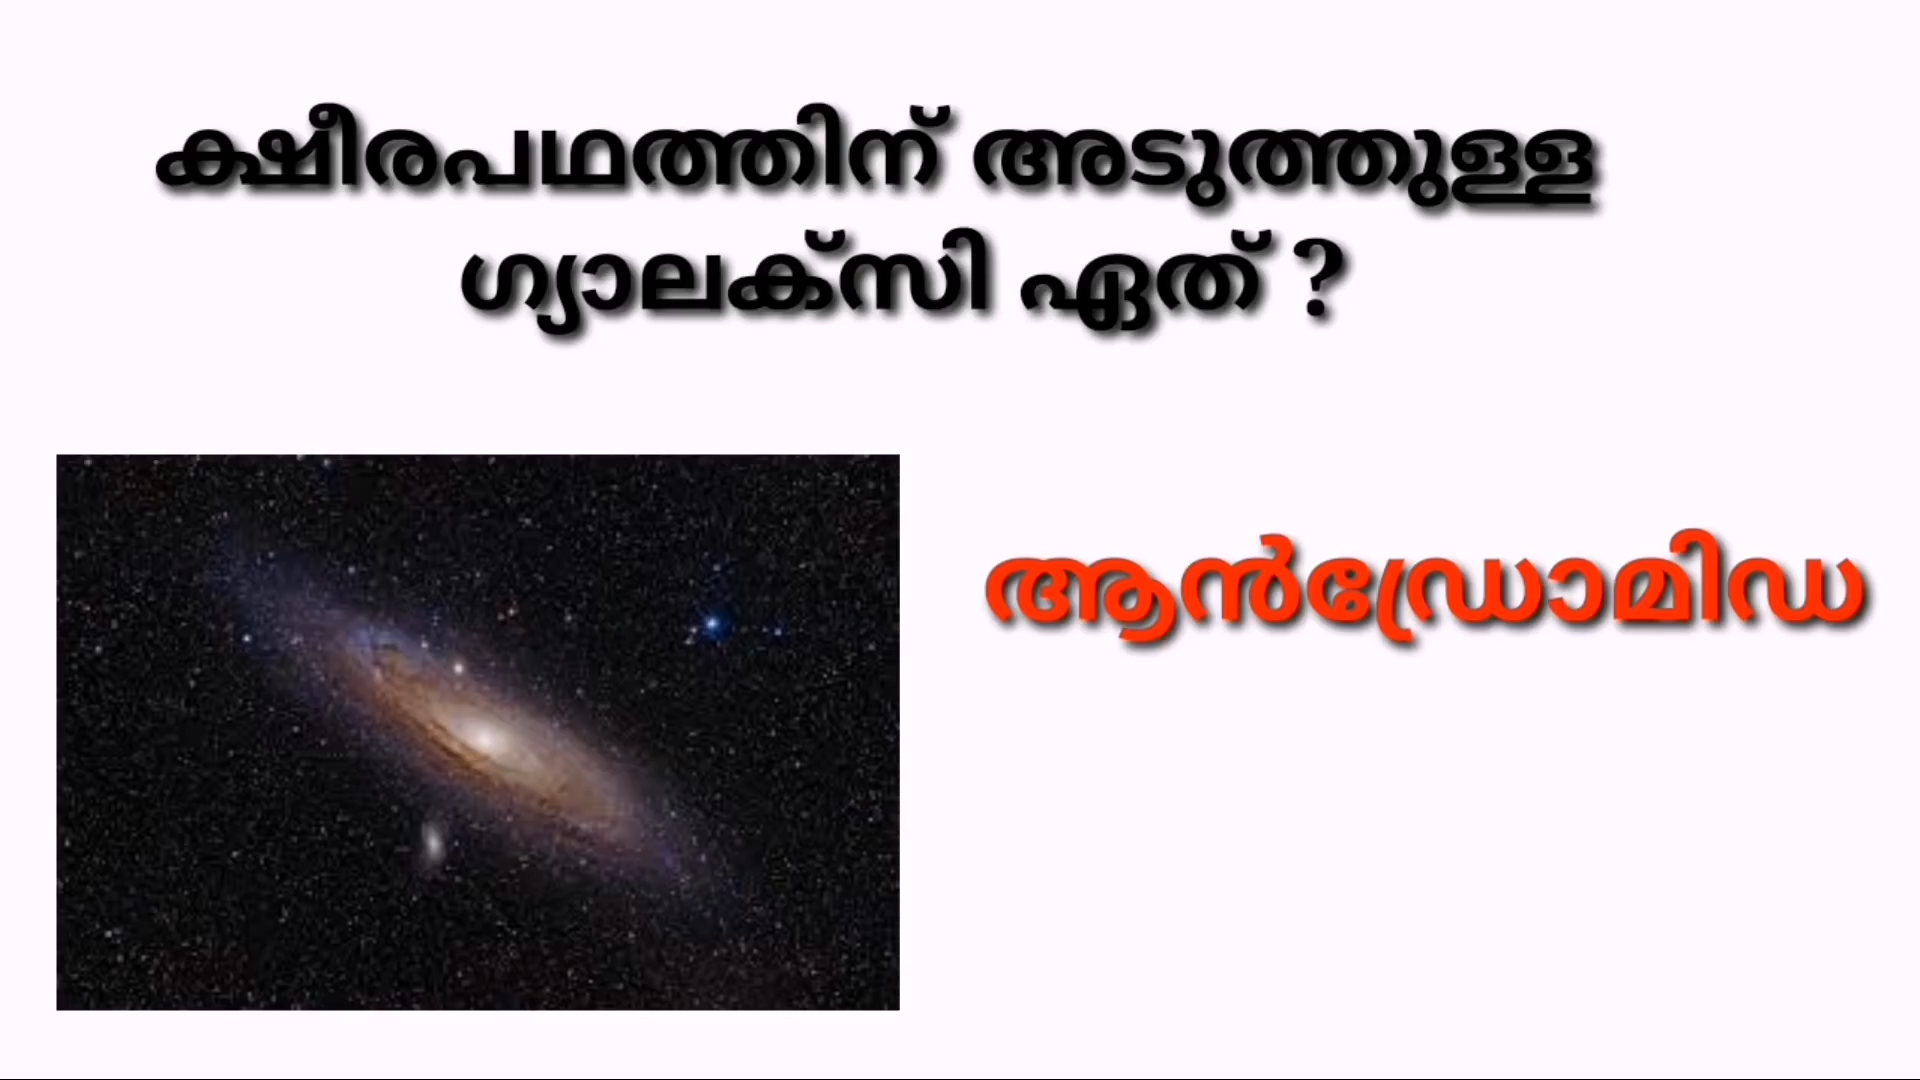 ക്ഷീരപഥത്തിന് അടുത്തുള്ള
ഗ്യാലക്സി ഏത് ?
ആൻഡ്രോമിഡ